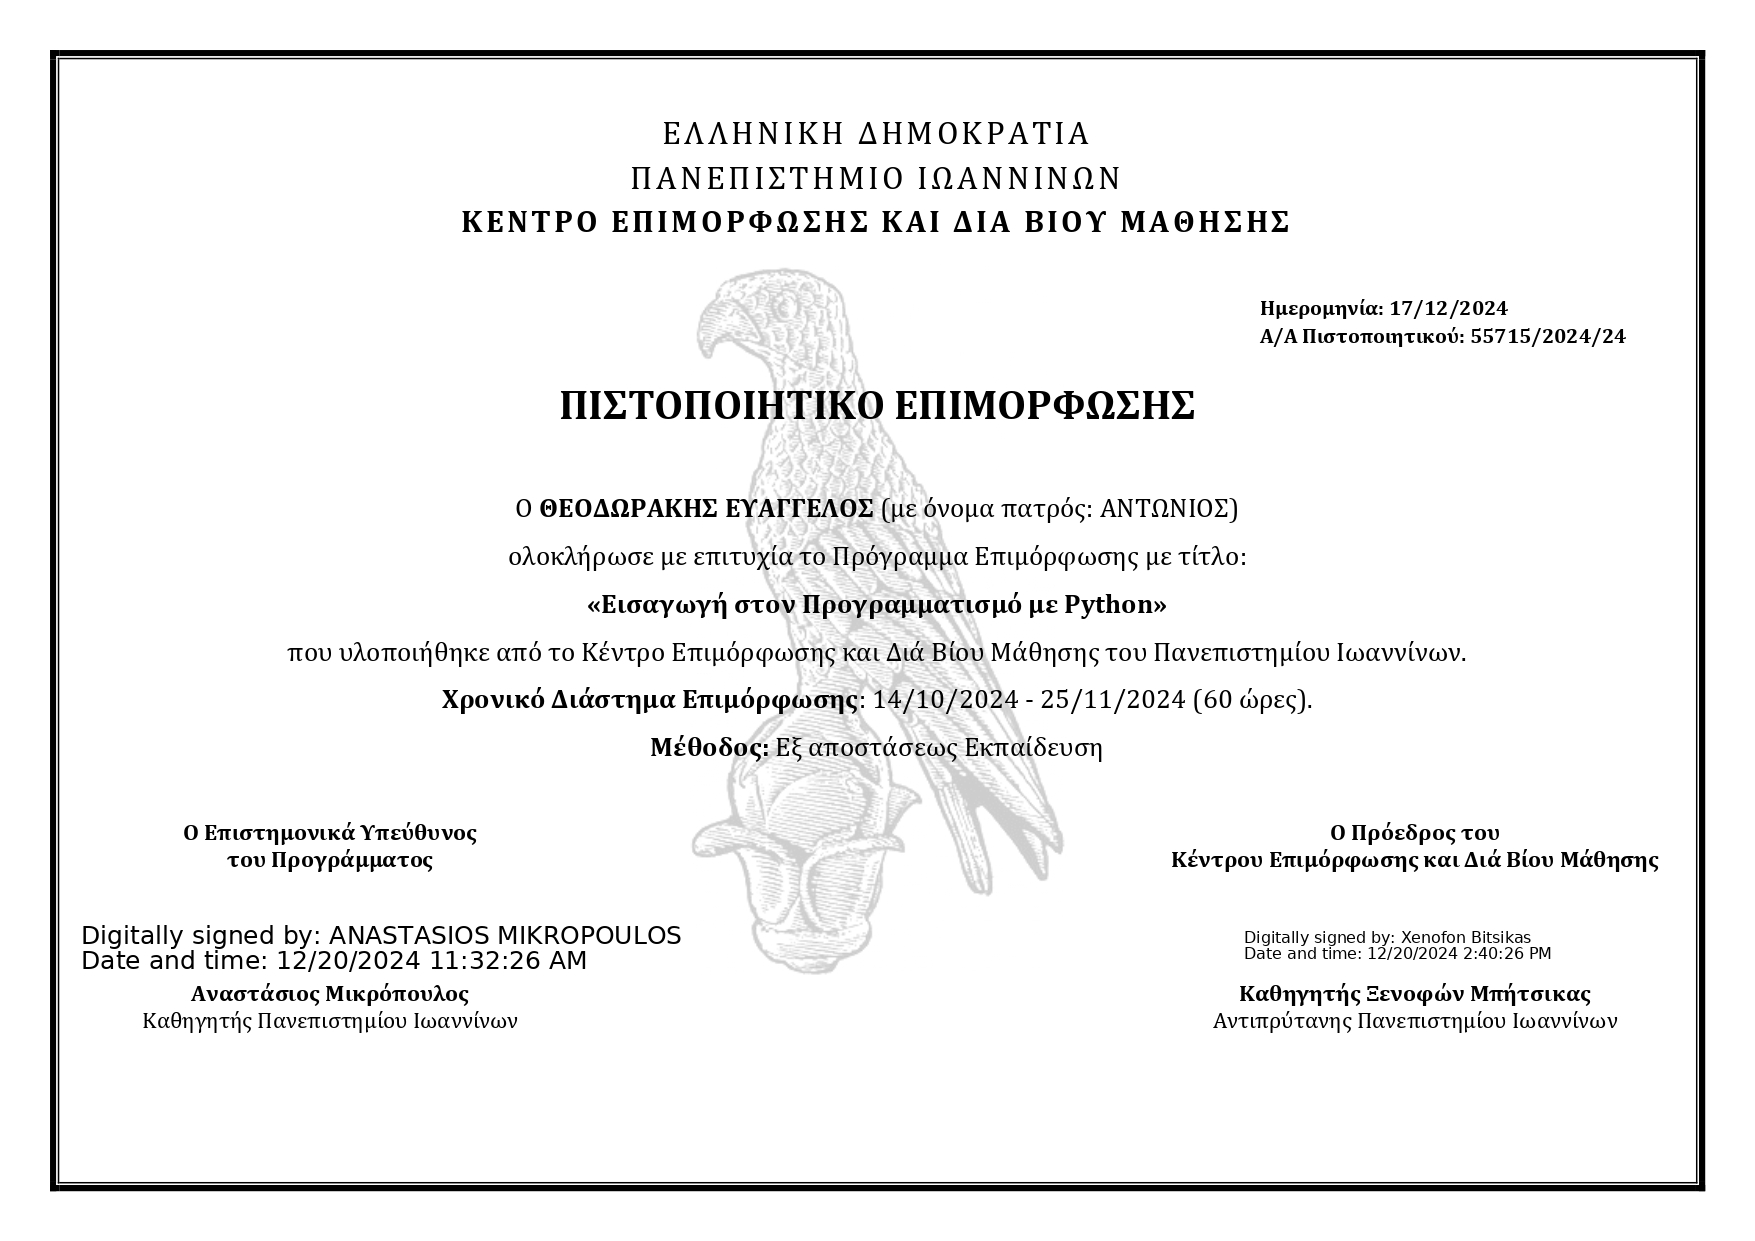 ΕΛΛΗΝΙΚΗ ΔΗΜΟΚΡΑΤΙΑ
ΠΑΝΕΠΙΣΤΗΜΙΟ ΙΩΑΝΝΙΝΩΝ
ΚΕΝΤΡΟ ΕΠΙΜΟΡΦΩΣΗΣ ΚΑΙ ΔΙΑ ΒΙΟΥ ΜΑΘΗΣΗΣ
Ημερομηνία: 17/12/2024
Α/Α Πιστοποιητικού: 55715/2024/24
ΠΙΣΤΟΠΟΙΗΤΙΚΟ ΕΠΙΜΟΡΦΩΣΗΣ
Ο ΘΕΟΔΩΡΑΚΗΣ ΕΥΑΓΓΕΛΟΣ (με όνομα πατρός: ΑΝΤΩΝΙΟΣ)
ολοκλήρωσε με επιτυχία το Πρόγραμμα Επιμόρφωσης με τίτλο:
«Εισαγωγή στον Προγραμματισμό με Python»
που υλοποιήθηκε από το Κέντρο Επιμόρφωσης και Διά Βίου Μάθησης του Πανεπιστημίου Ιωαννίνων.
Χρονικό Διάστημα Επιμόρφωσης: 14/10/2024 - 25/11/2024 (60 ώρες).
Μέθοδος: Εξ αποστάσεως Εκπαίδευση
Ο Επιστημονικά Υπεύθυνος
του Προγράμματος
Digitally signed by: ANASTASIOS MIKROPOULOS
Date and time: 12/20/2024 11:32:26 AM
Αναστάσιος Μικρόπουλος
Καθηγητής Πανεπιστημίου Ιωαννίνων
Ο Πρόεδρος του
Κέντρου Επιμόρφωσης και Διά Βίου Μάθησης
Digitally signed by: Xenofon Bitsikas
Date and time: 12/20/2024 2:40:26 PM
Καθηγητής Ξενοφών Μπήτσικας
Αντιπρύτανης Πανεπιστημίου Ιωαννίνων